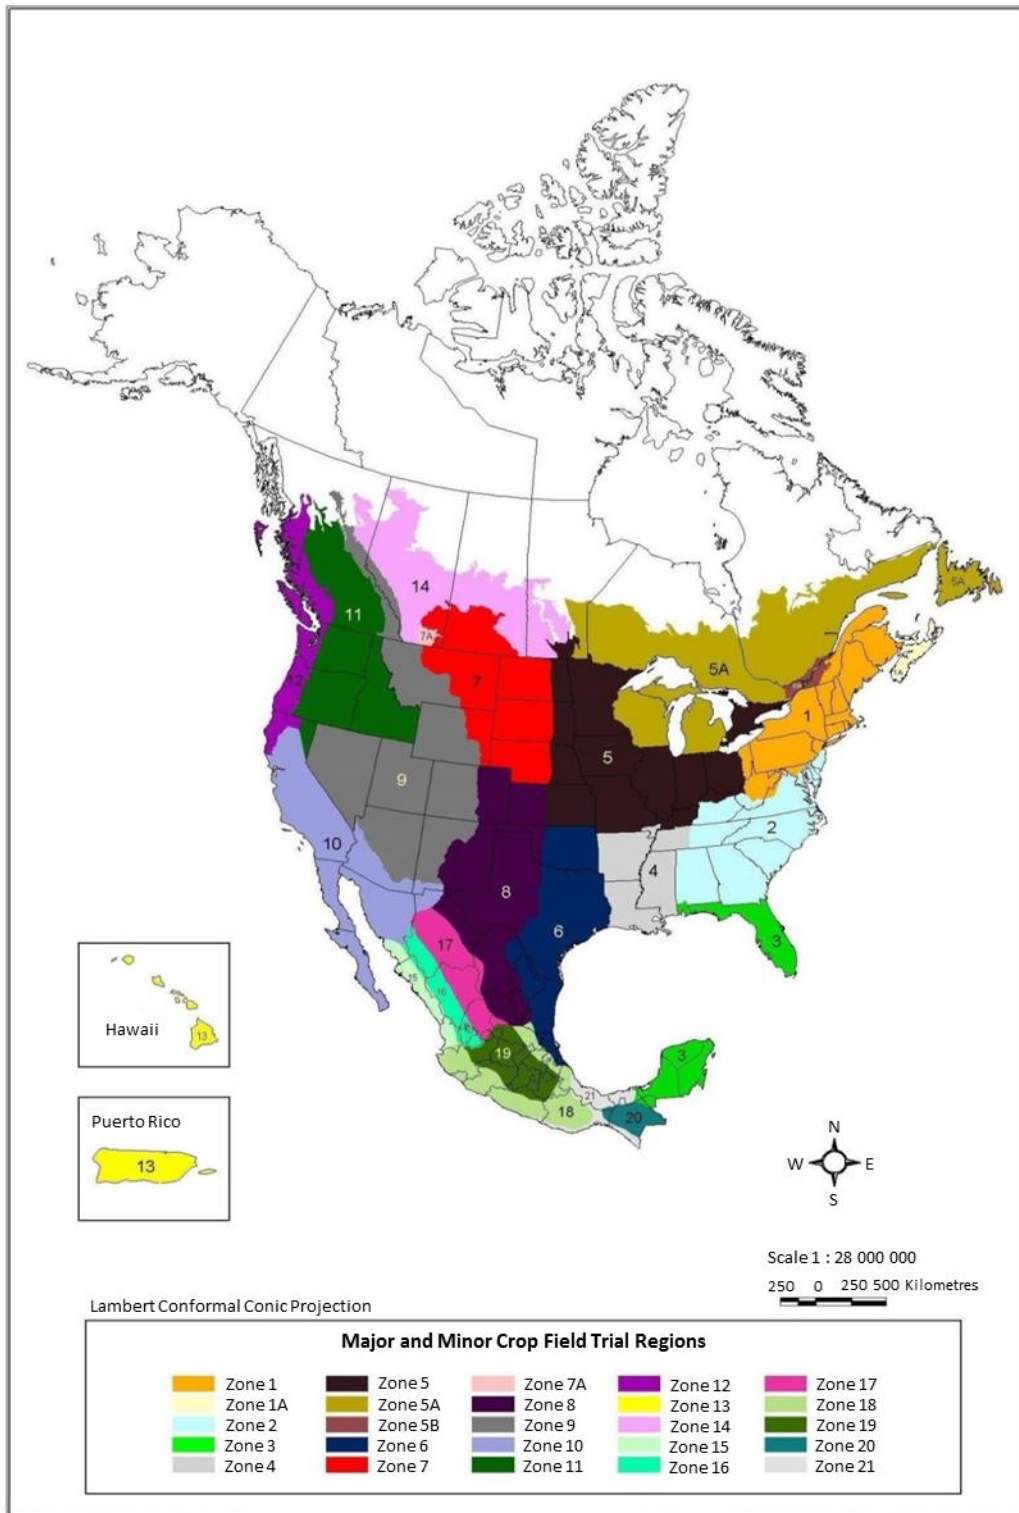 14
11
7A
5A
5A
1A
12
7
5B
1
5
9
2
10
4
8
6
3
17
15
16
Hawaii
13
19
3
21
18
20
Puerto Rico
13
N
W E
S
Scale 1 : 28 000 000
250 0 250 500 Kilometres
Lambert Conformal Conic Projection
Major and Minor Crop Field Trial Regions
Zone 1 Zone 5 Zone 7A Zone 12 Zone 17
Zone 1A Zone 5A Zone 8 Zone 13 Zone 18
Zone 2 Zone 5B Zone 9 Zone 14 Zone 19
Zone 3 Zone 6 Zone 10 Zone 15 Zone 20
Zone 4 Zone 7 Zone 11 Zone 16 Zone 21